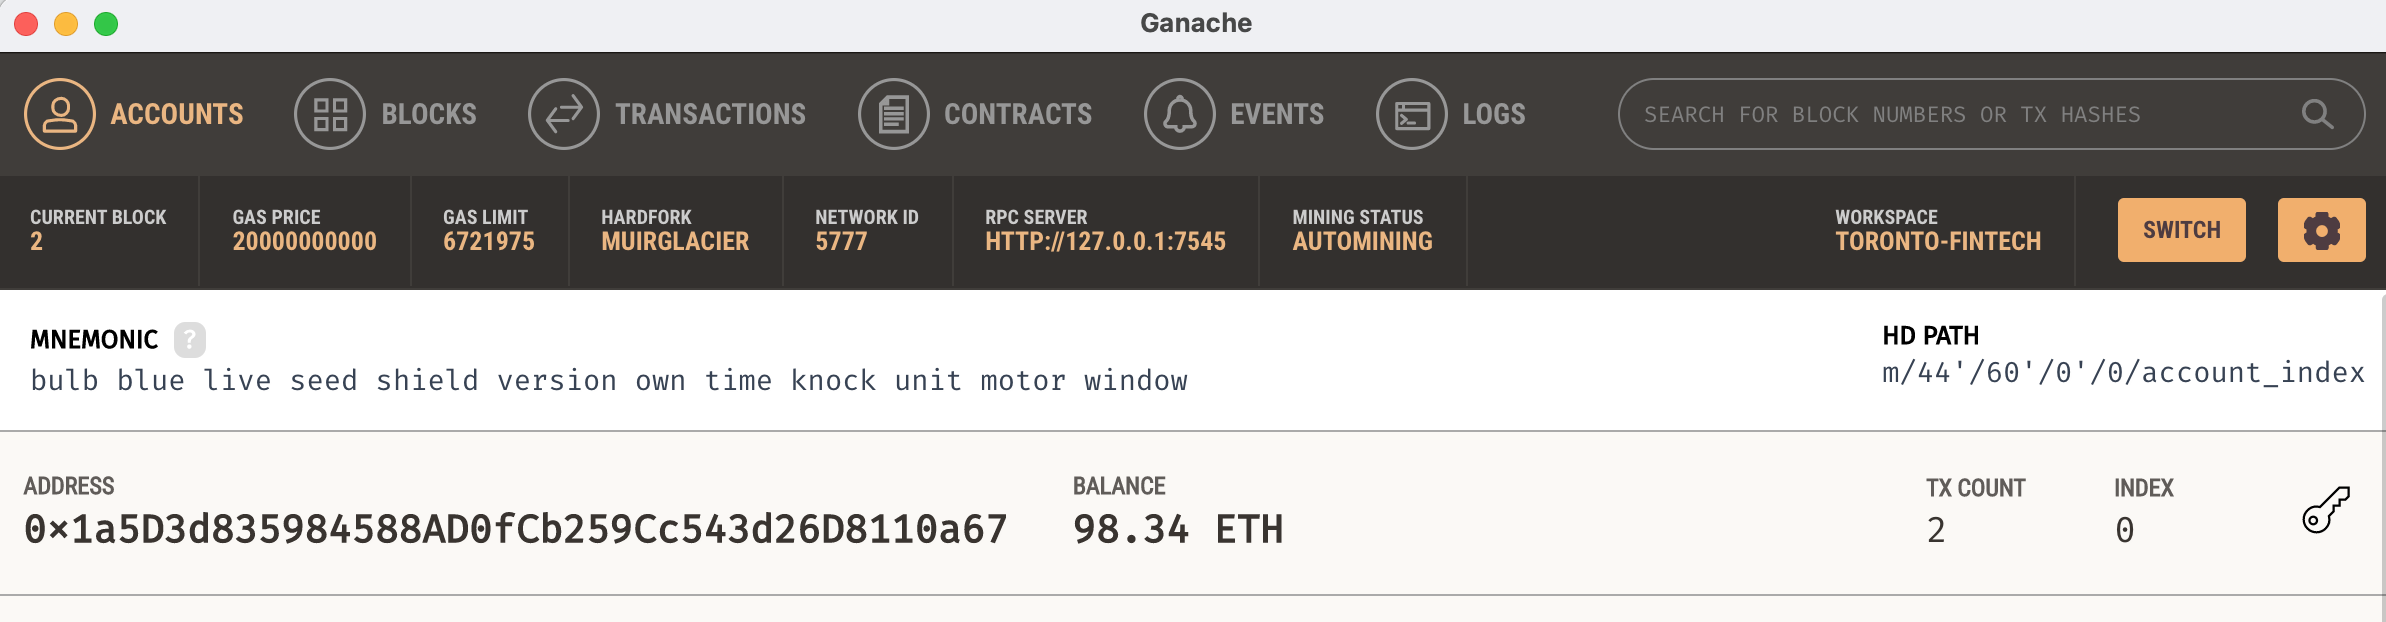 Ganache
ACCOUNTS BLOCKS TRANSACTIONS CONTRACTS EVENTS LOGS SEARCH FOR BLOCK NUMBERS OR TX HASHES
CURRENT BLOCK GAS PRICE GAS LIMIT HARDFORK NETWORK ID RPC SERVER MINING STATUS WORKSPACE
2 20000000000 6721975 MUIRGLACIER 5777 HTTP://127.0.0.1:7545 AUTOMINING TORONTO-FINTECH SWITCH
MNEMONIC ? HD PATH
bulb blue live seed shield version own time knock unit motor window m/44'/60'/0'/0/account_index
ADDRESS BALANCE TX COUNT INDEX
0×1a5D3d835984588AD0fCb259Cc543d26D8110a67 98.34 ETH 2 0